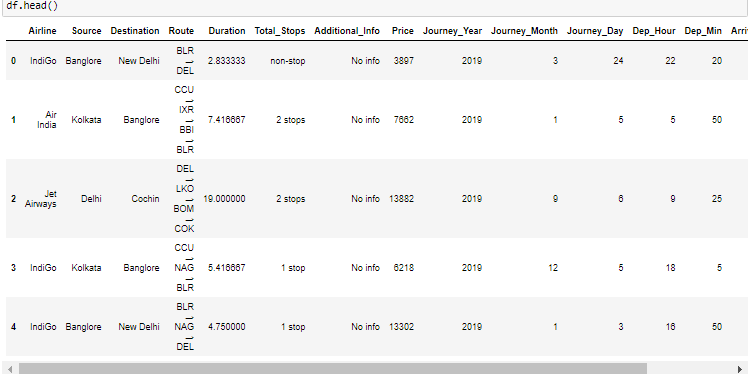 df.head()
Airline Source Destination Route Duration Total_Stops Additional_Info Price Journey_Year Journey_Month Journey_Day Dep_Hour Dep_Min Arri
0 IndiGo Banglore New Delhi BLR → DEL 2.833333 non-stop No info 3897 2019 3 24 22 20
1 Air India Kolkata Banglore CCU → IXR → BBI → BLR 7.416667 2 stops No info 7662 2019 1 5 5 50
2 Jet Airways Delhi Cochin DEL → LKO → BOM → COK 19.000000 2 stops No info 13882 2019 9 6 9 25
3 IndiGo Kolkata Banglore CCU → NAG → BLR 5.416667 1 stop No info 6218 2019 12 5 18 5
4 IndiGo Banglore New Delhi BLR → NAG → DEL 4.750000 1 stop No info 13302 2019 1 3 16 50